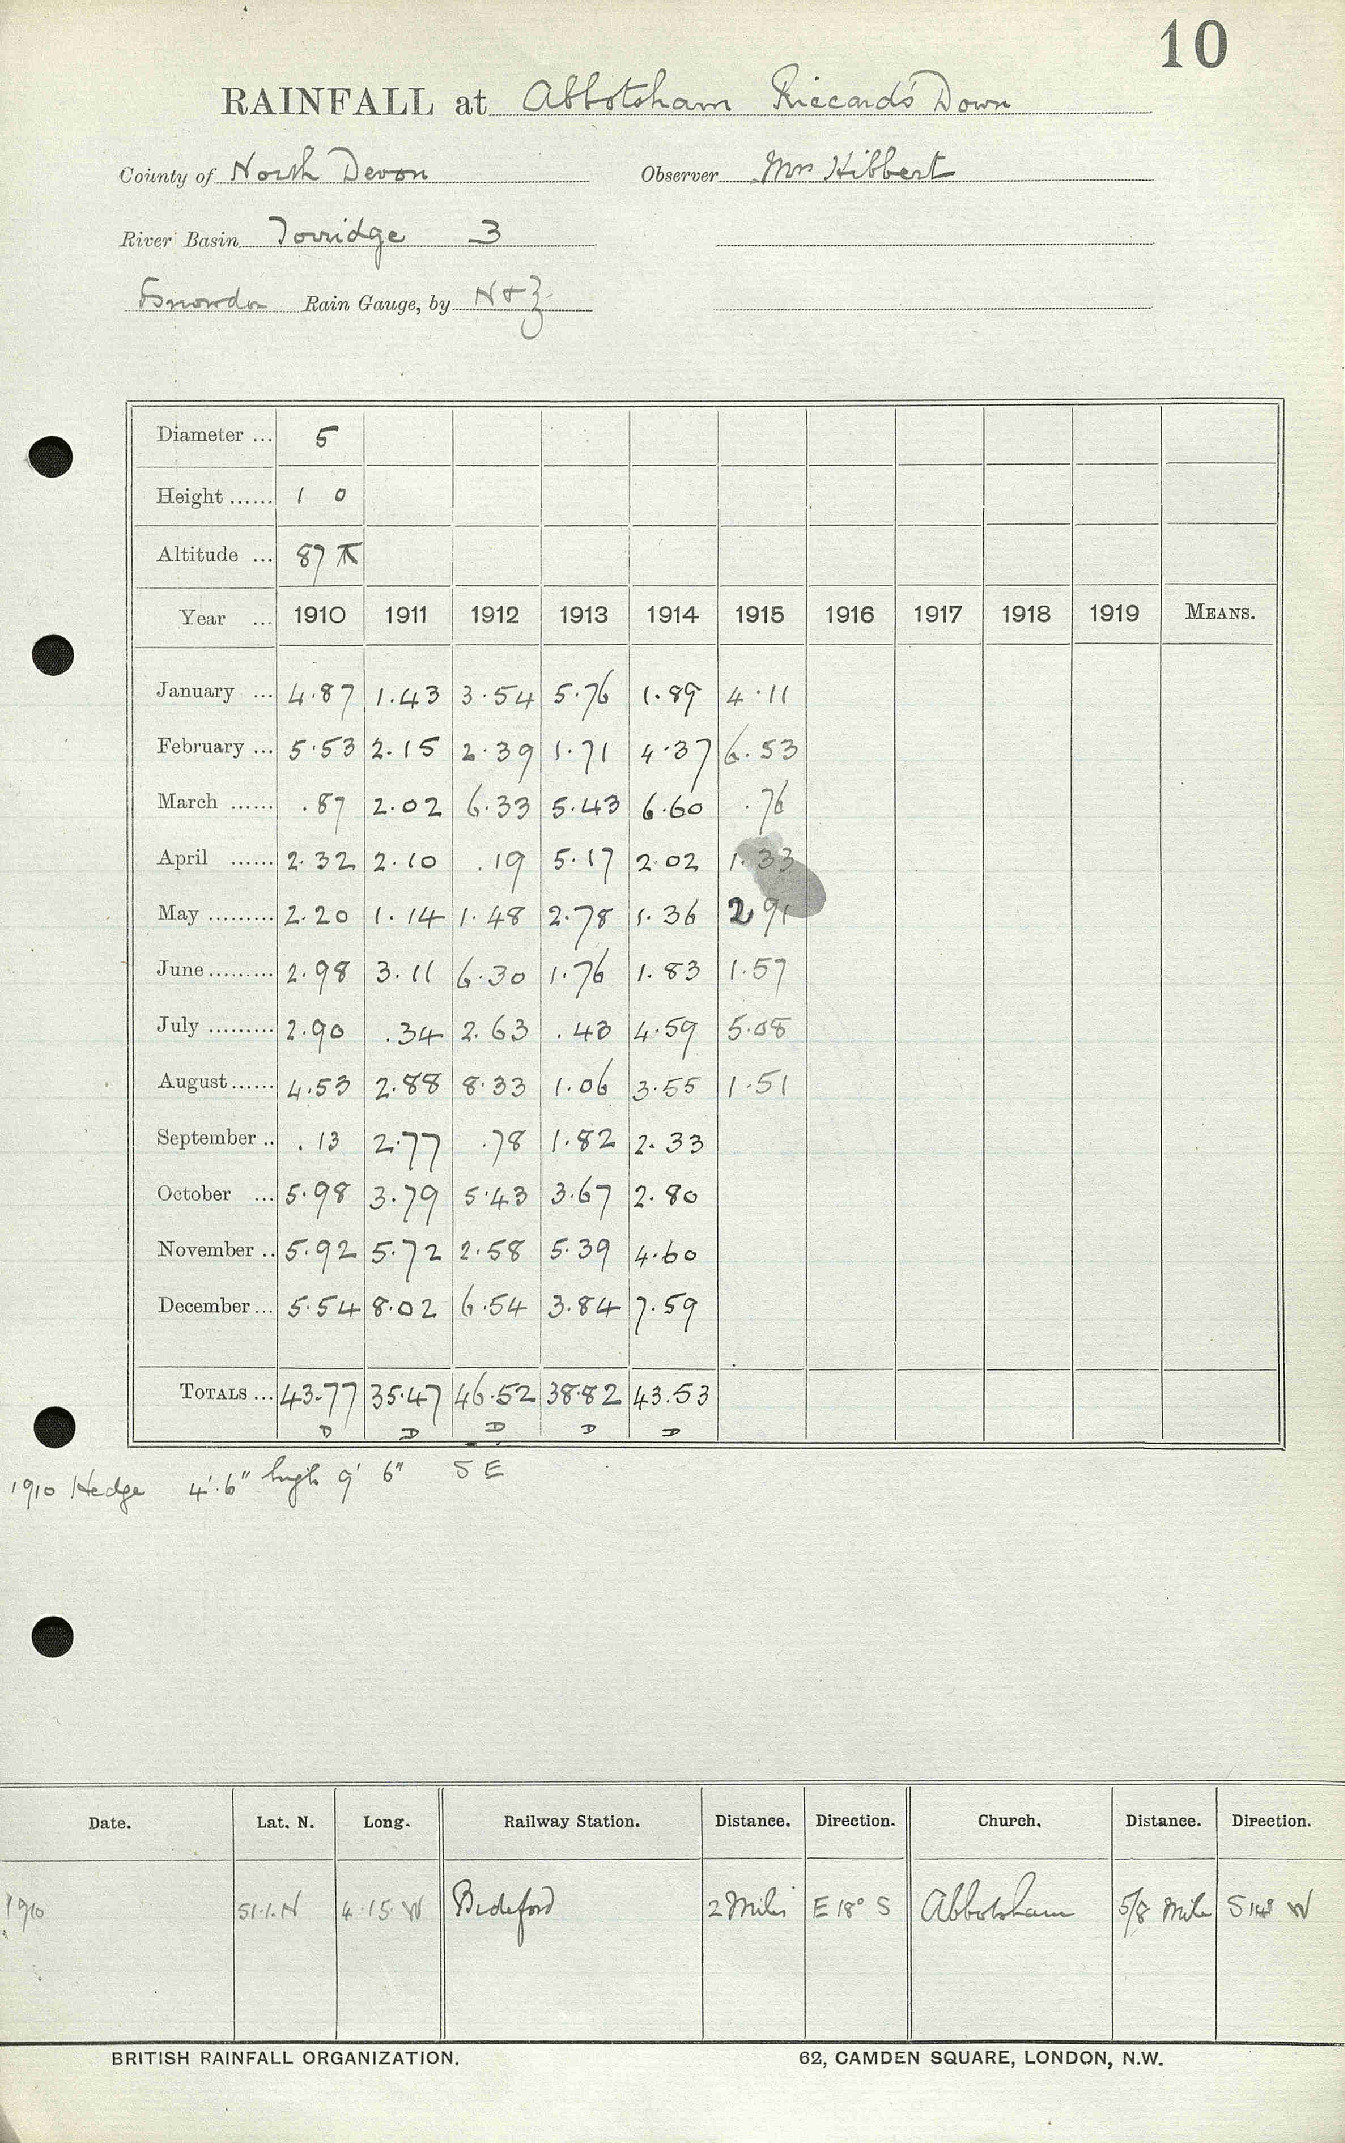 10
RAINFALL at Abbotsham Riccard's Down
County of North Devon Observer Mrs Hibbert
River Basin Torridge 3
Snowdon Rain Gauge, by N & Z
Diameter ... 5
Height ...... 1 0
Altitude ... 87
Year ... 1910 1911 1912 1913 1914 1915 1916 1917 1918 1919 MEANS.
January ... 4.87 1.43 3.54 5.76 1.89 4.11
February ... 5.53 2.15 2.39 1.71 4.37 6.53
March ...... .87 2.02 6.33 5.43 6.60 .76
April ...... 2.32 2.10 .19 5.17 2.02 1.33
May ......... 2.20 1.14 1.48 2.78 1.36 2 91
June ......... 2.98 3.11 6.30 1.76 1.83 1.57
July ......... 2.90 .34 2.63 .43 4.59 5.08
August ...... 4.53 2.88 8.33 1.06 3.55 1.51
September .. .13 2.77 .78 1.82 2.33
October ... 5.98 3.79 5.43 3.67 2.80
November .. 5.92 5.72 2.58 5.39 4.60
December ... 5.54 8.02 6.54 3.84 7.59
TOTALS ... 43.77 35.47 46.52 38.82 43.53
D D D D D
1910 Hedge 4'.6" high 9' 6" S E
Date. Lat. N. Long. Railway Station. Distance. Direction. Church. Distance. Direction.
1910 51.1.N 4.15 W Bideford 2 Miles E 18° S Abbotsham 5/8 Mile S 14° W
BRITISH RAINFALL ORGANIZATION. 62, CAMDEN SQUARE, LONDON, N.W.